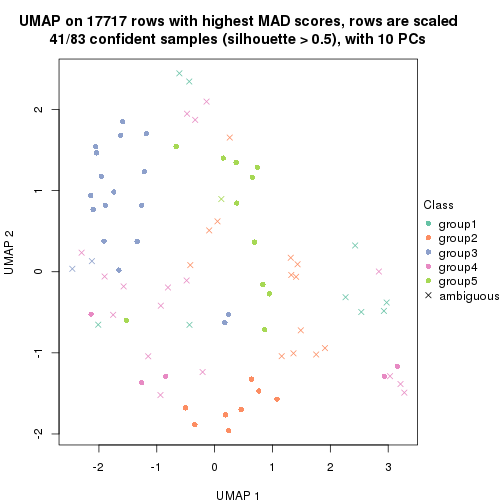 UMAP on 17717 rows with highest MAD scores, rows are scaled
41/83 confident samples (silhouette > 0.5), with 10 PCs
2
1
0
-1
-2
UMAP 2
-2
-1
0
1
2
3
UMAP 1
Class
group1
group2
group3
group4
group5
ambiguous